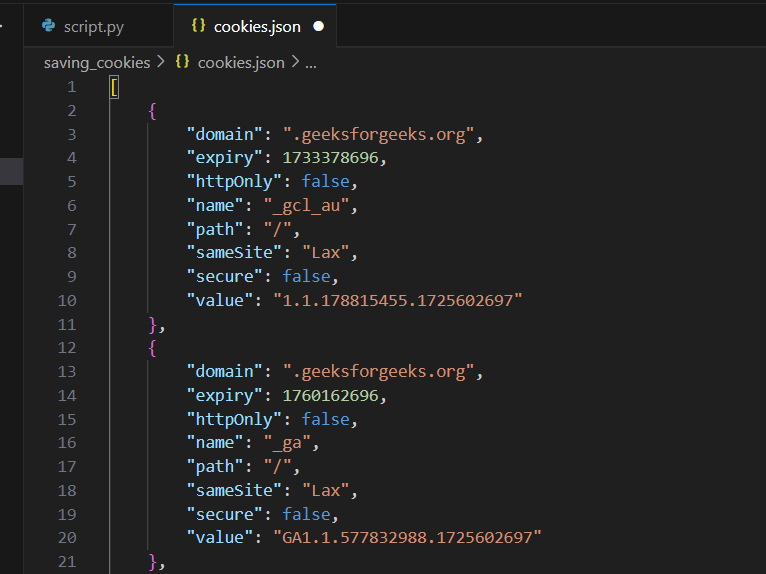 script.py
{} cookies.json
saving_cookies > {} cookies.json > ...
1 [
2 {
3 "domain": ".geeksforgeeks.org",
4 "expiry": 1733378696,
5 "httpOnly": false,
6 "name": "_gcl_au",
7 "path": "/",
8 "sameSite": "Lax",
9 "secure": false,
10 "value": "1.1.178815455.1725602697"
11 },
12 {
13 "domain": ".geeksforgeeks.org",
14 "expiry": 1760162696,
15 "httpOnly": false,
16 "name": "_ga",
17 "path": "/",
18 "sameSite": "Lax",
19 "secure": false,
20 "value": "GA1.1.577832988.1725602697"
21 },